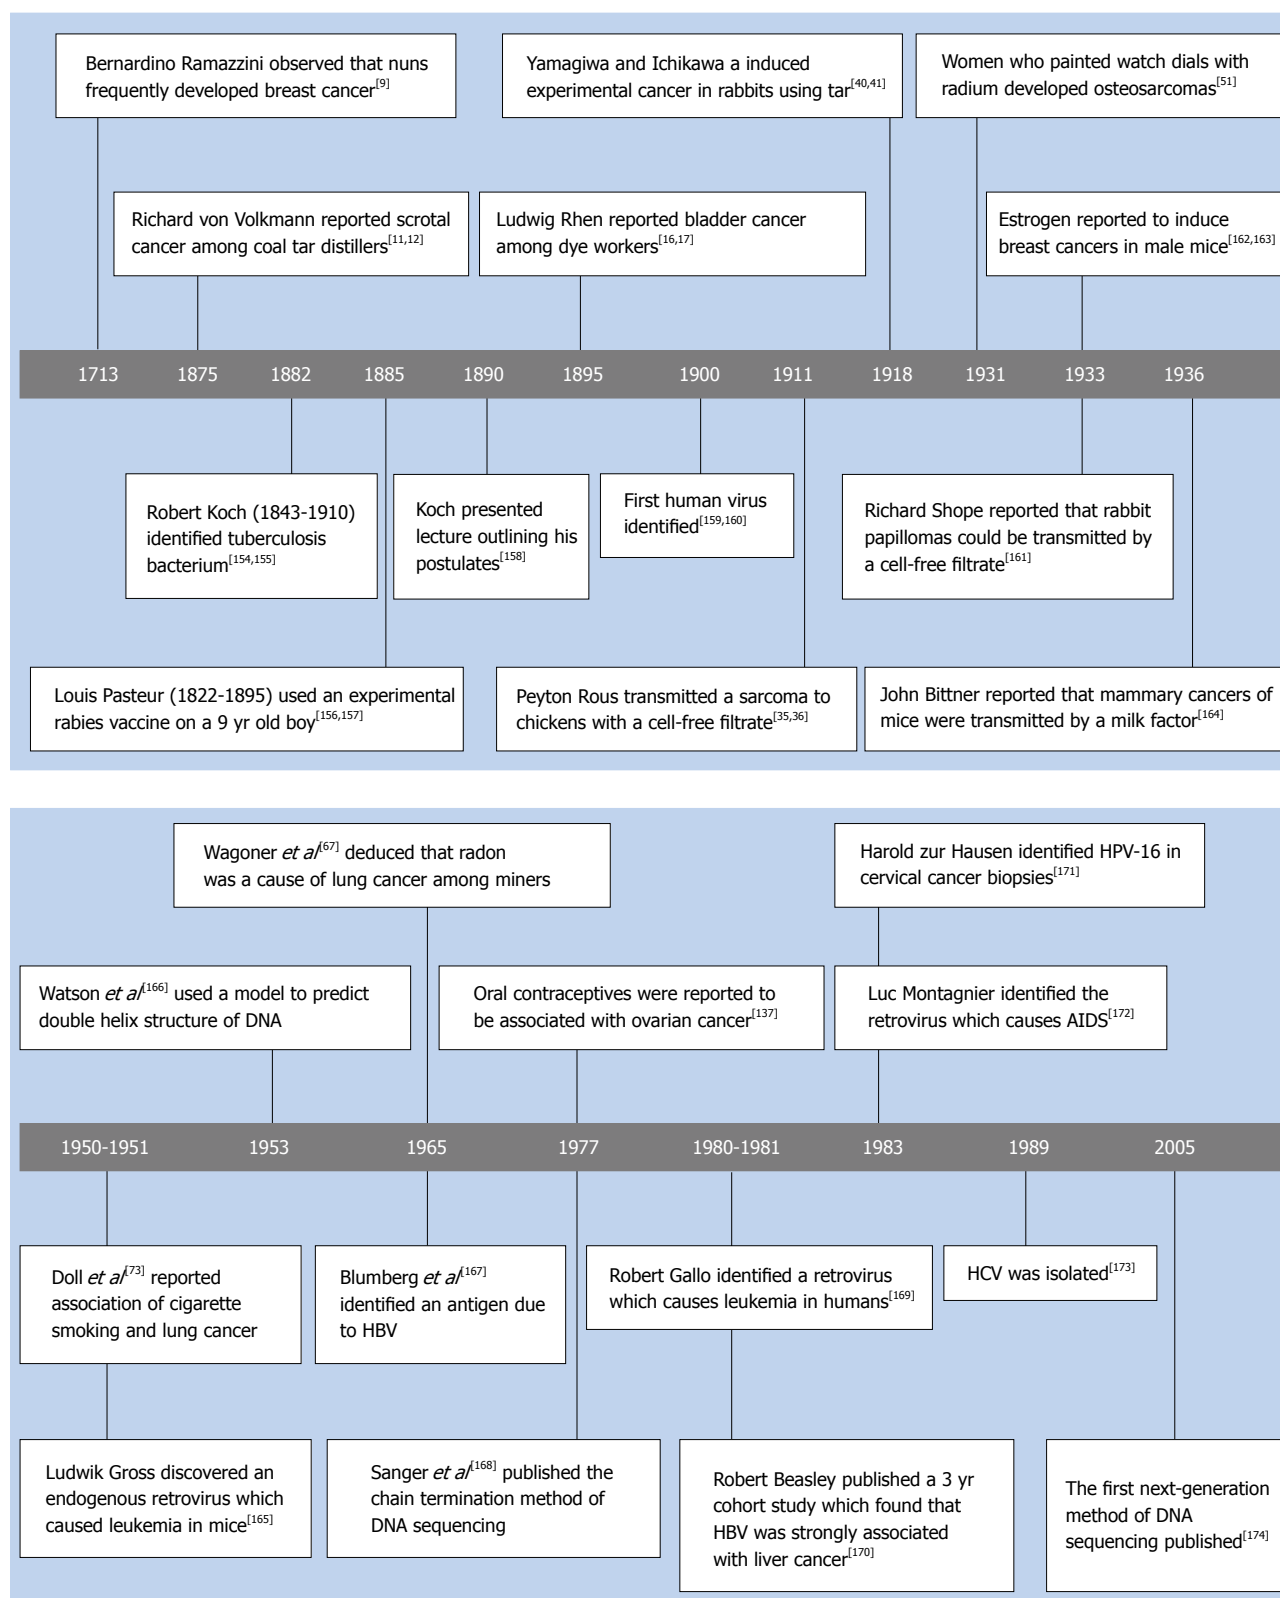 Bernardino Ramazzini observed that nuns
frequently developed breast cancer[9]
Yamagiwa and Ichikawa a induced
experimental cancer in rabbits using tar[40,41]
Women who painted watch dials with
radium developed osteosarcomas[51]
Richard von Volkmann reported scrotal
cancer among coal tar distillers[11,12]
Ludwig Rhen reported bladder cancer
among dye workers[16,17]
Estrogen reported to induce
breast cancers in male mice[162,163]
1713 1875 1882 1885 1890 1895 1900 1911 1918 1931 1933 1936
Robert Koch (1843-1910)
identified tuberculosis
bacterium[154,155]
Koch presented
lecture outlining his
postulates[158]
First human virus
identified[159,160]
Richard Shope reported that rabbit
papillomas could be transmitted by
a cell-free filtrate[161]
Louis Pasteur (1822-1895) used an experimental
rabies vaccine on a 9 yr old boy[156,157]
Peyton Rous transmitted a sarcoma to
chickens with a cell-free filtrate[35,36]
John Bittner reported that mammary cancers of
mice were transmitted by a milk factor[164]
Wagoner et al[67] deduced that radon
was a cause of lung cancer among miners
Harold zur Hausen identified HPV-16 in
cervical cancer biopsies[171]
Watson et al[166] used a model to predict
double helix structure of DNA
Oral contraceptives were reported to
be associated with ovarian cancer[137]
Luc Montagnier identified the
retrovirus which causes AIDS[172]
1950-1951 1953 1965 1977 1980-1981 1983 1989 2005
Doll et al[73] reported
association of cigarette
smoking and lung cancer
Blumberg et al[167]
identified an antigen due
to HBV
Robert Gallo identified a retrovirus
which causes leukemia in humans[169]
HCV was isolated[173]
Ludwik Gross discovered an
endogenous retrovirus which
caused leukemia in mice[165]
Sanger et al[168] published the
chain termination method of
DNA sequencing
Robert Beasley published a 3 yr
cohort study which found that
HBV was strongly associated
with liver cancer[170]
The first next-generation
method of DNA
sequencing published[174]